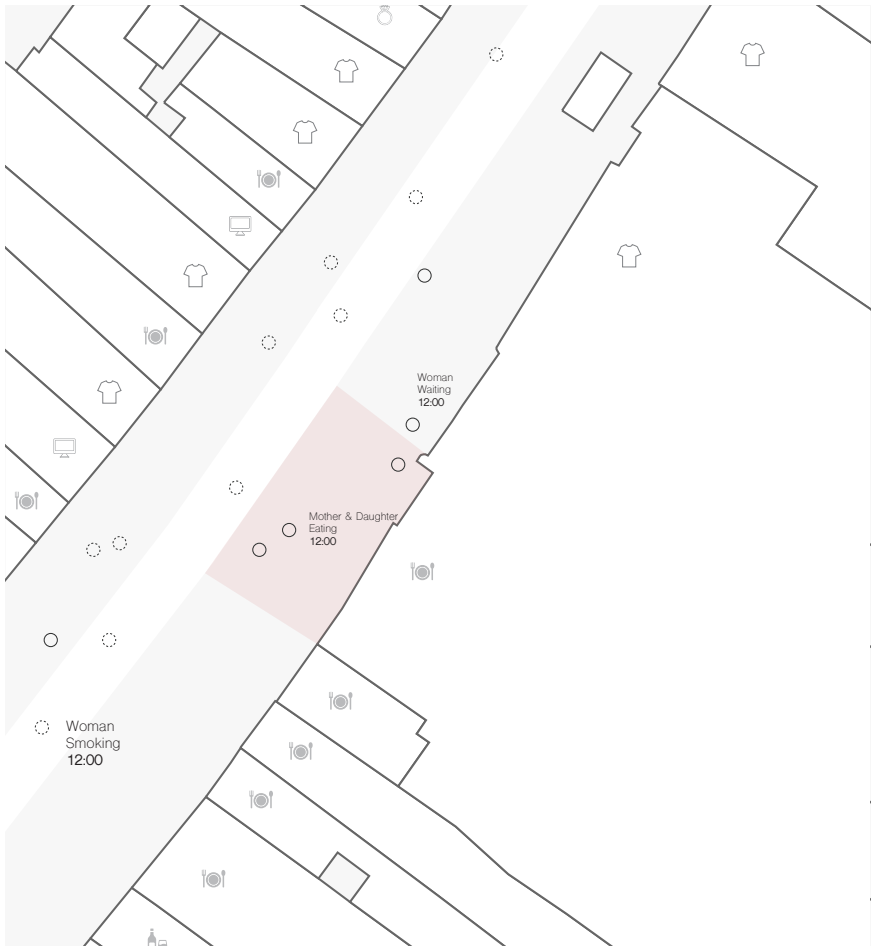 Woman
Waiting
12:00
Mother & Daughter
Eating
12:00
Woman
Smoking
12:00